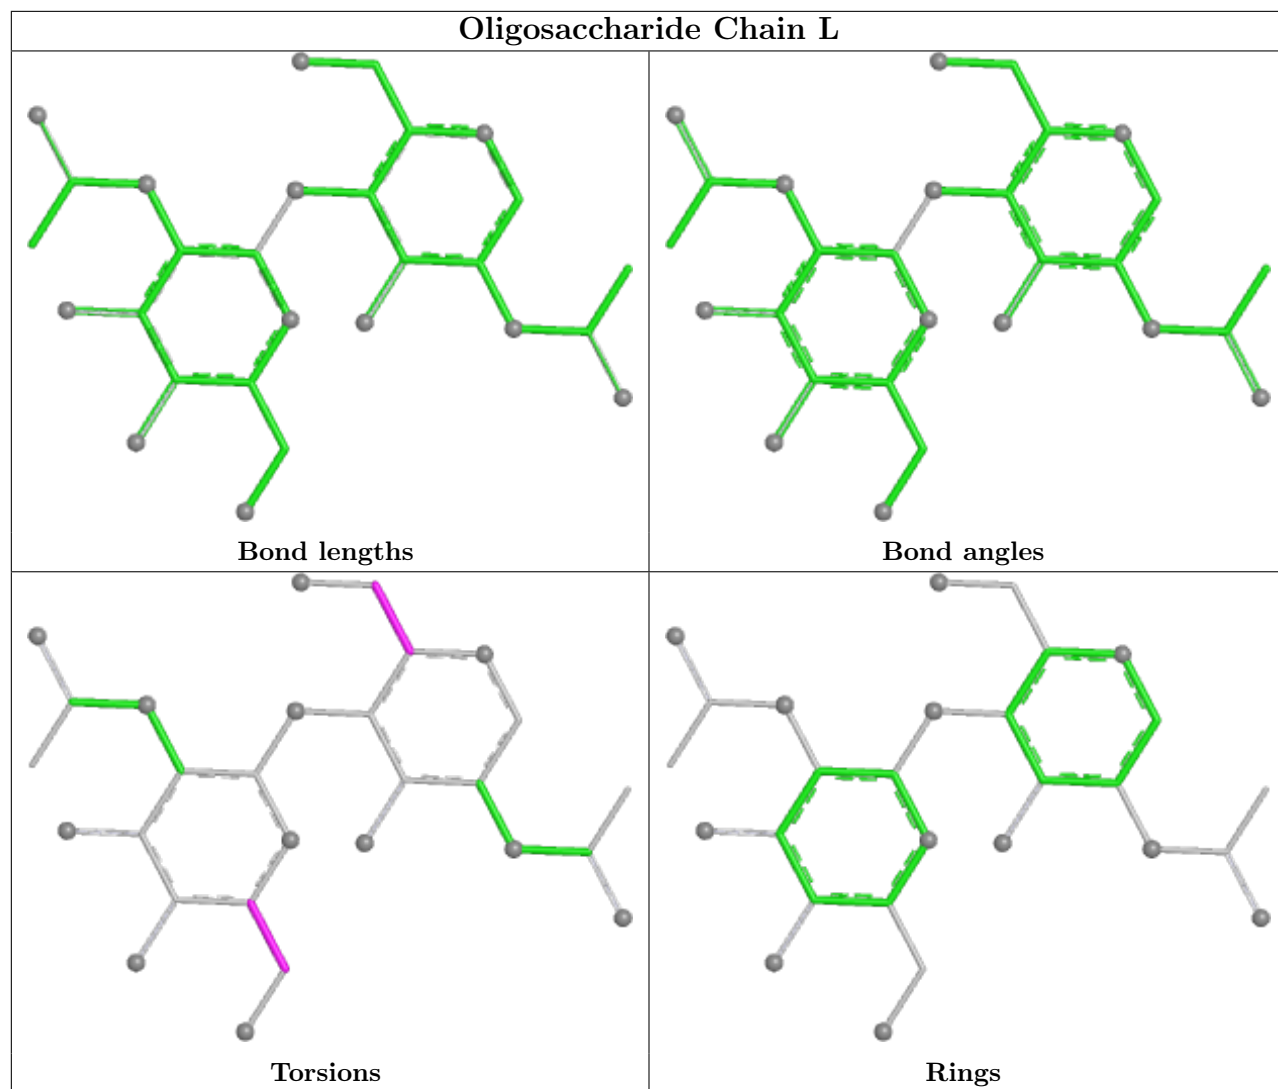 Oligosaccharide Chain L
Bond lengths
Bond angles
Torsions
Rings